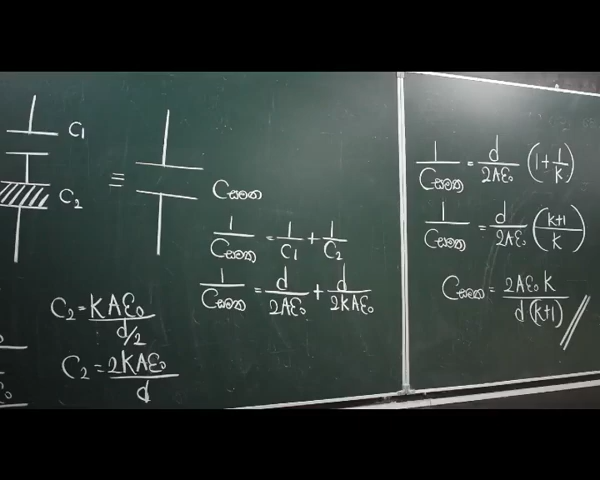 C₁
C₂
≡
Cසමක
C₂ = KAε₀ / d/2
C₂ = 2KAε₀ / d
1/Cසමක = 1/C₁ + 1/C₂
1/Cසමක = d/2Aε₀ + d/2KAε₀
1/Cසමක = d/2Aε₀ (1 + 1/k)
1/Cසමක = d/2Aε₀ (k+1/k)
Cසමක = 2Aε₀k / d(k+1)